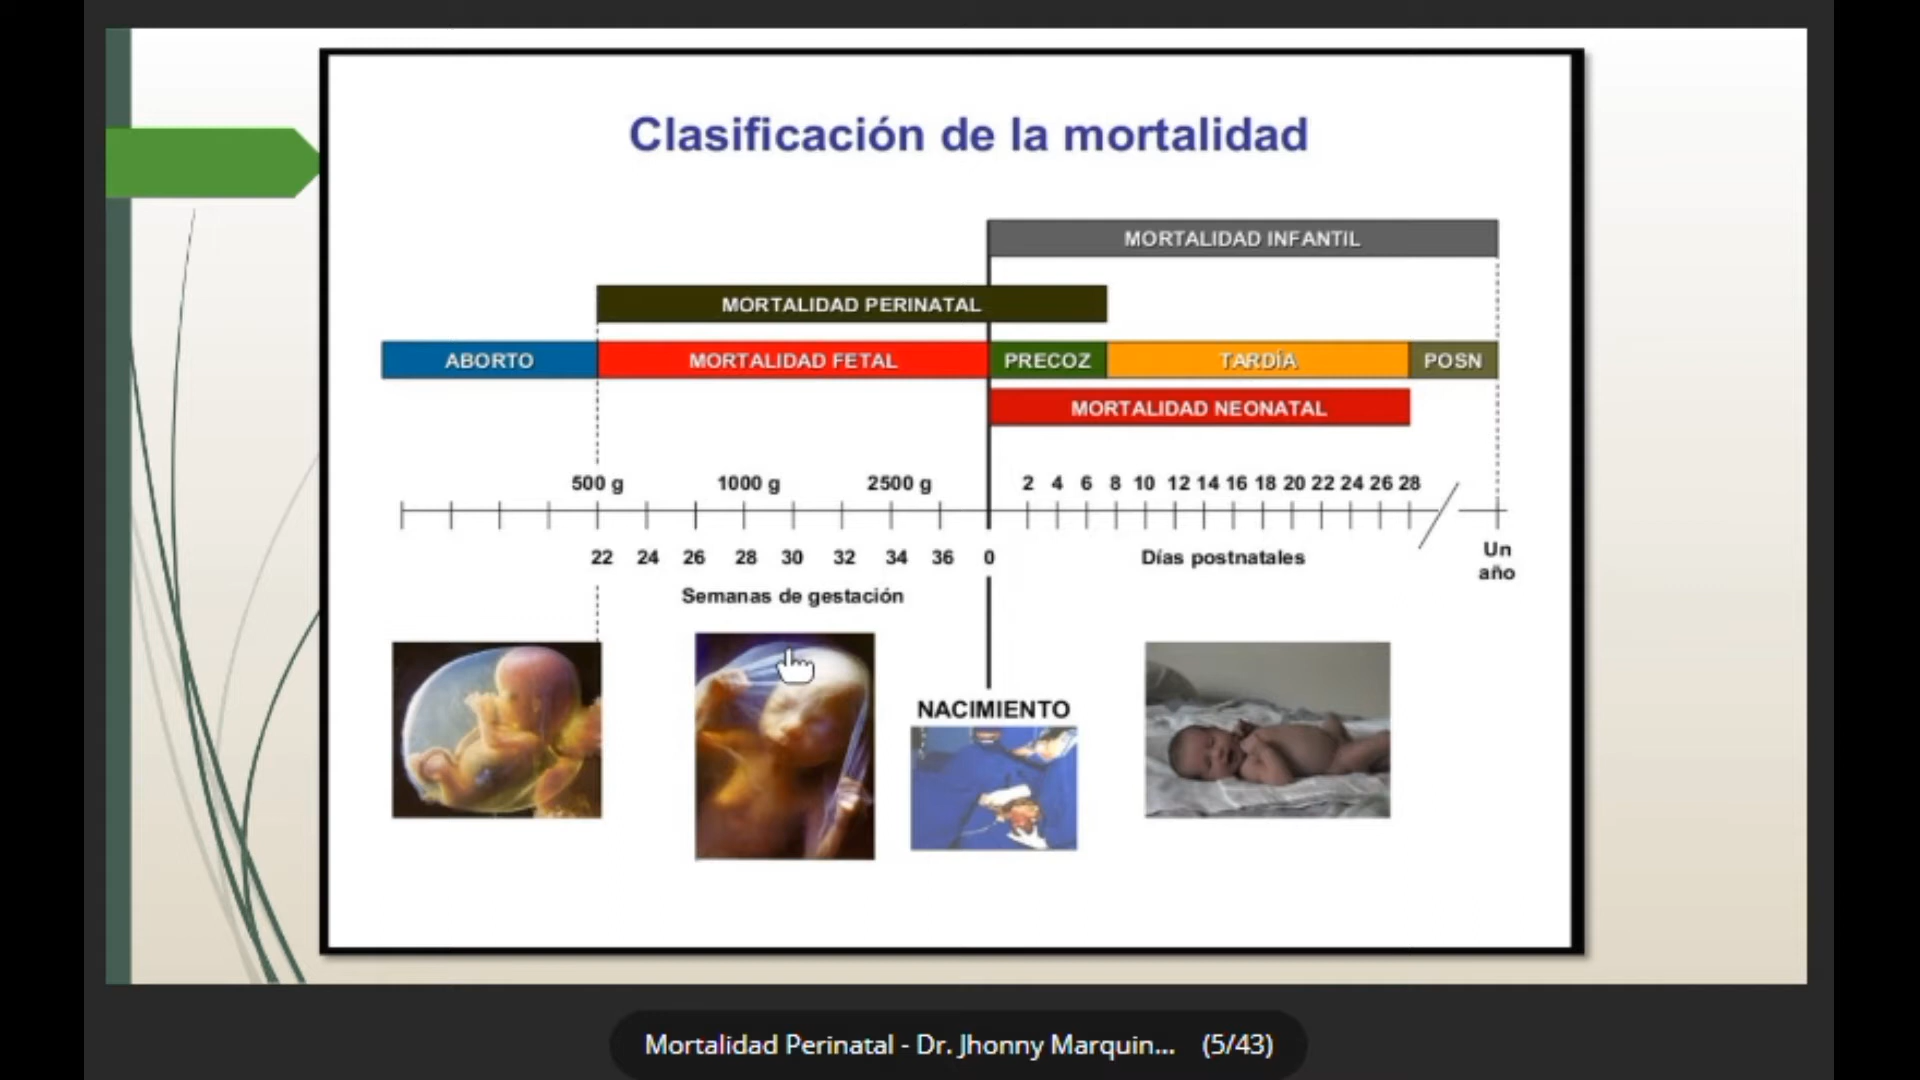 Clasificación de la mortalidad
MORTALIDAD INFANTIL
MORTALIDAD PERINATAL
ABORTO MORTALIDAD FETAL PRECOZ TARDÍA POSN
MORTALIDAD NEONATAL
500 g 1000 g 2500 g 2 4 6 8 10 12 14 16 18 20 22 24 26 28
22 24 26 28 30 32 34 36 0 Días postnatales Un
año
Semanas de gestación
NACIMIENTO
Mortalidad Perinatal - Dr. Jhonny Marquin... (5/43)